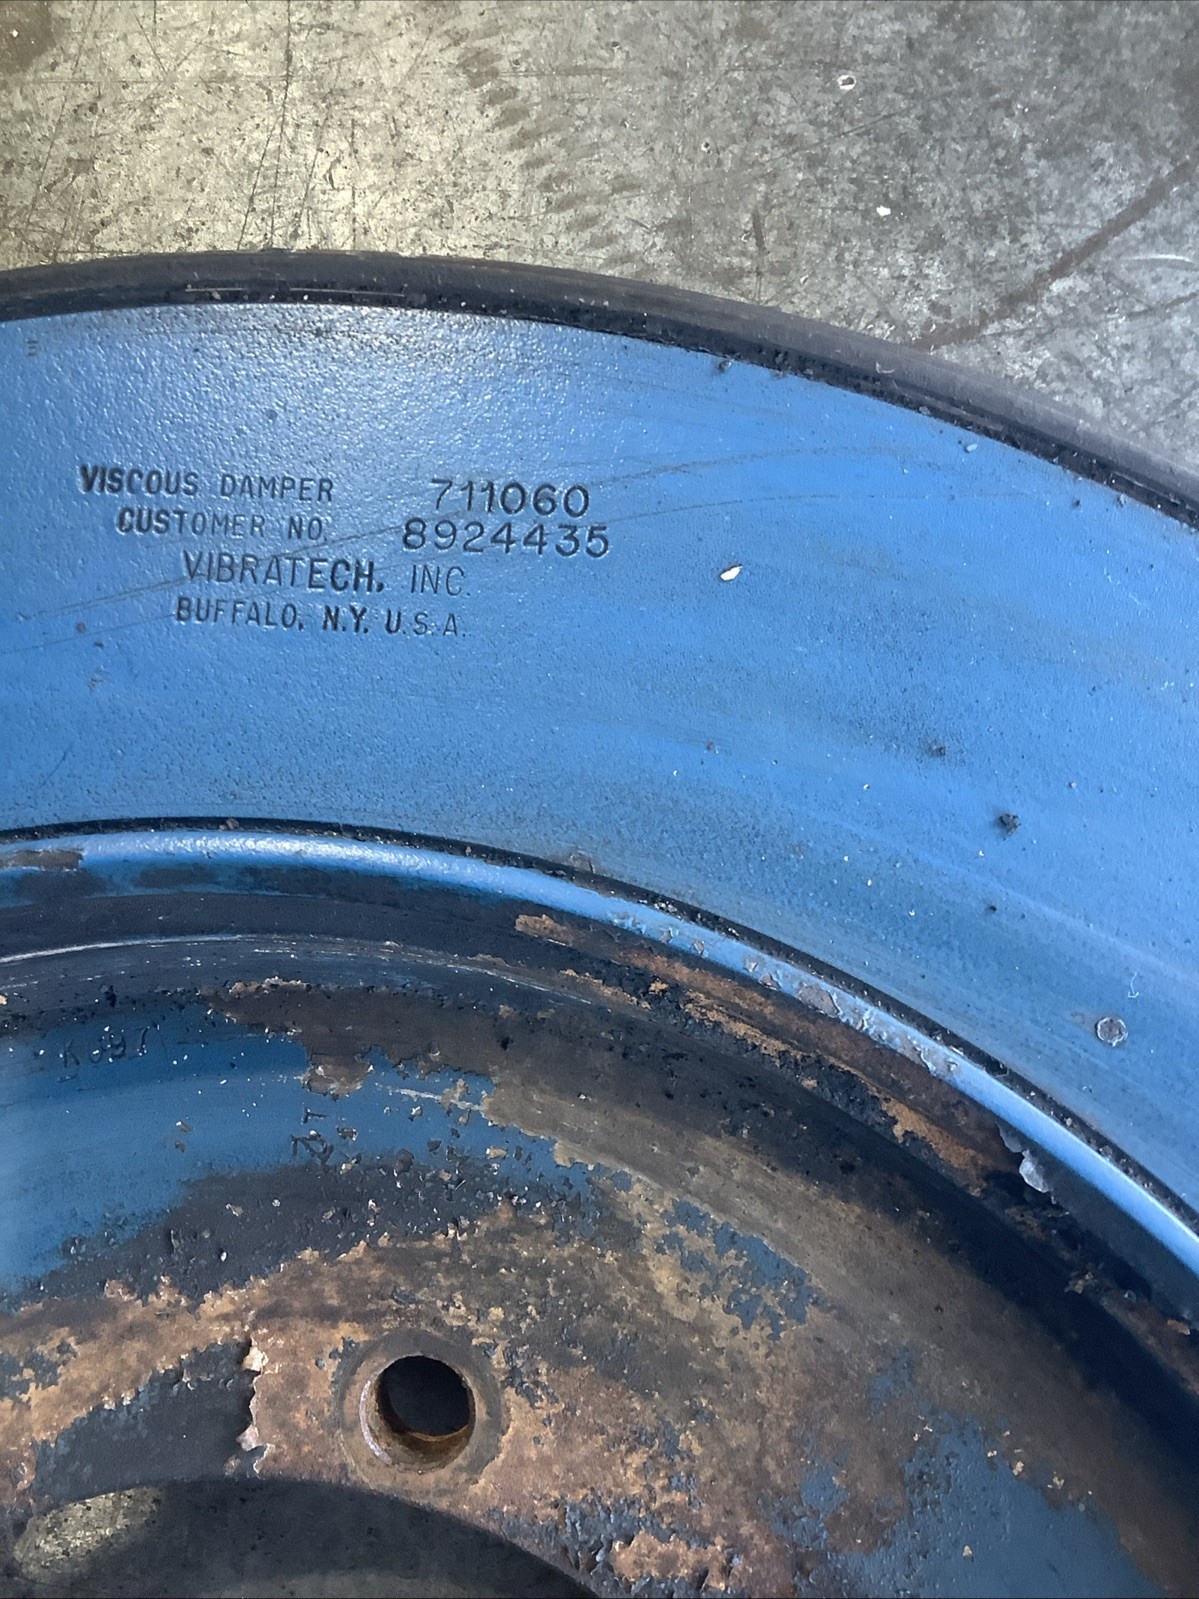 VISCOUS DAMPER 711060
CUSTOMER NO. 8924435
VIBRATECH, INC.
BUFFALO, N.Y. U.S.A.